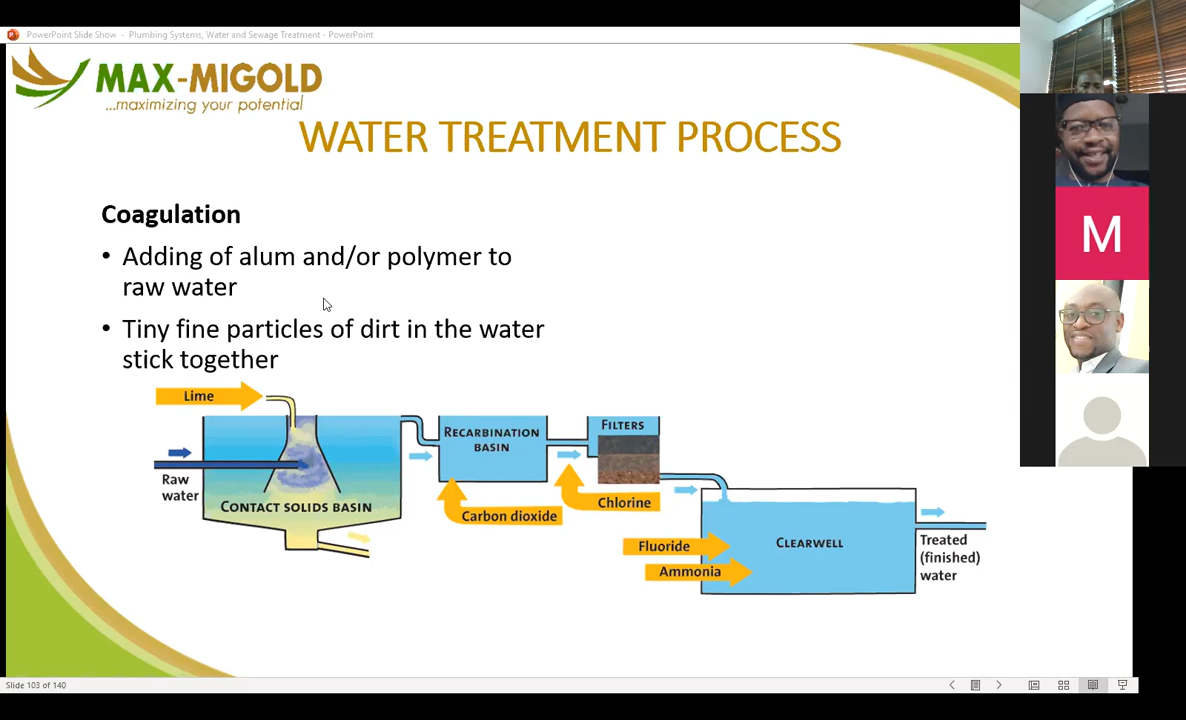 PowerPoint Slide Show - Plumbing Systems, Water and Sewage Treatment - PowerPoint
MAX-MIGOLD
...maximizing your potential
WATER TREATMENT PROCESS
Coagulation
• Adding of alum and/or polymer to
raw water
• Tiny fine particles of dirt in the water
stick together
M
Lime
Raw
water
CONTACT SOLIDS BASIN
RECARBINATION
BASIN
Carbon dioxide
FILTERS
Chlorine
Fluoride
Ammonia
CLEARWELL
Treated
(finished)
water
Slide 103 of 140